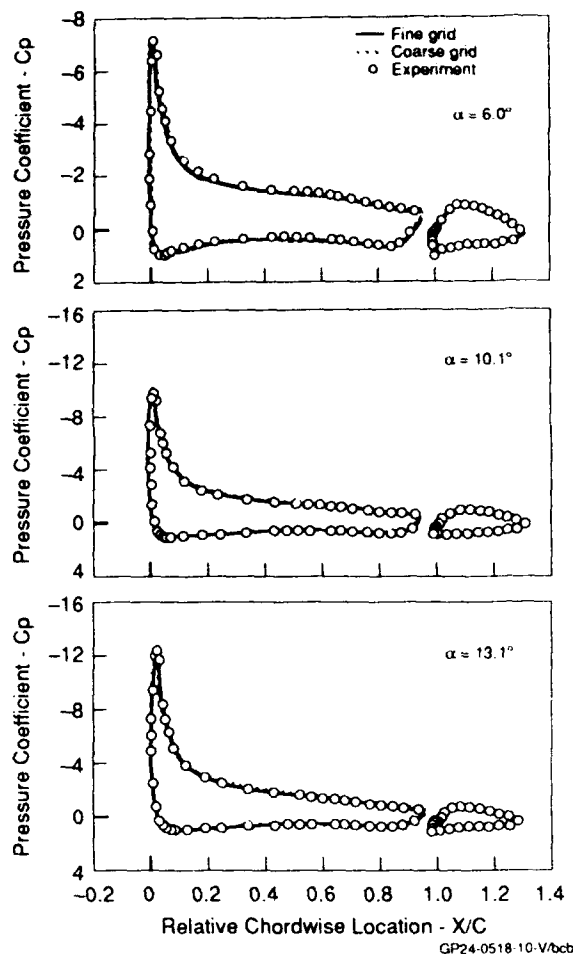 Fine grid
Coarse grid
Experiment
α = 6.0°
Pressure Coefficient - Cp
−8
−6
−4
−2
0
2
α = 10.1°
Pressure Coefficient - Cp
−16
−12
−8
−4
0
4
α = 13.1°
Pressure Coefficient - Cp
−16
−12
−8
−4
0
4
−0.2 0 0.2 0.4 0.6 0.8 1.0 1.2 1.4
Relative Chordwise Location - X/C
GP24-0518-10-V/bcb